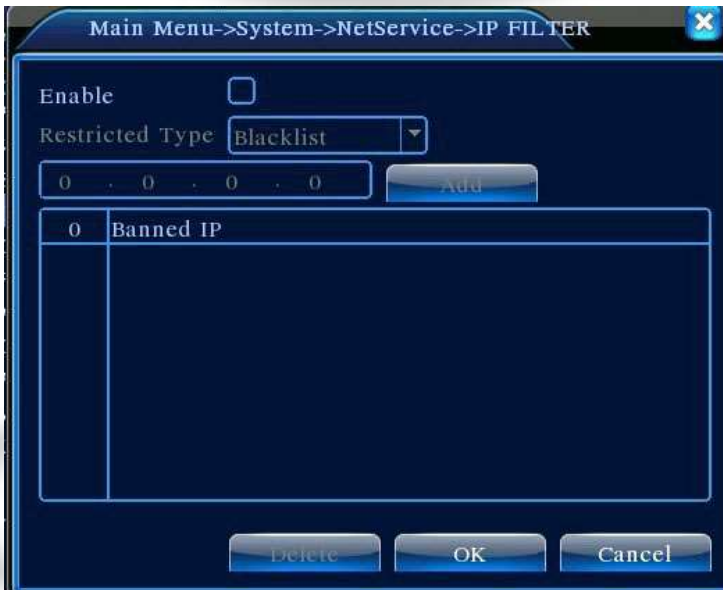 Main Menu->System->NetService->IP FILTER
Enable
Restricted Type Blacklist
0 . 0 . 0 . 0 Add
0 Banned IP
Delete OK Cancel